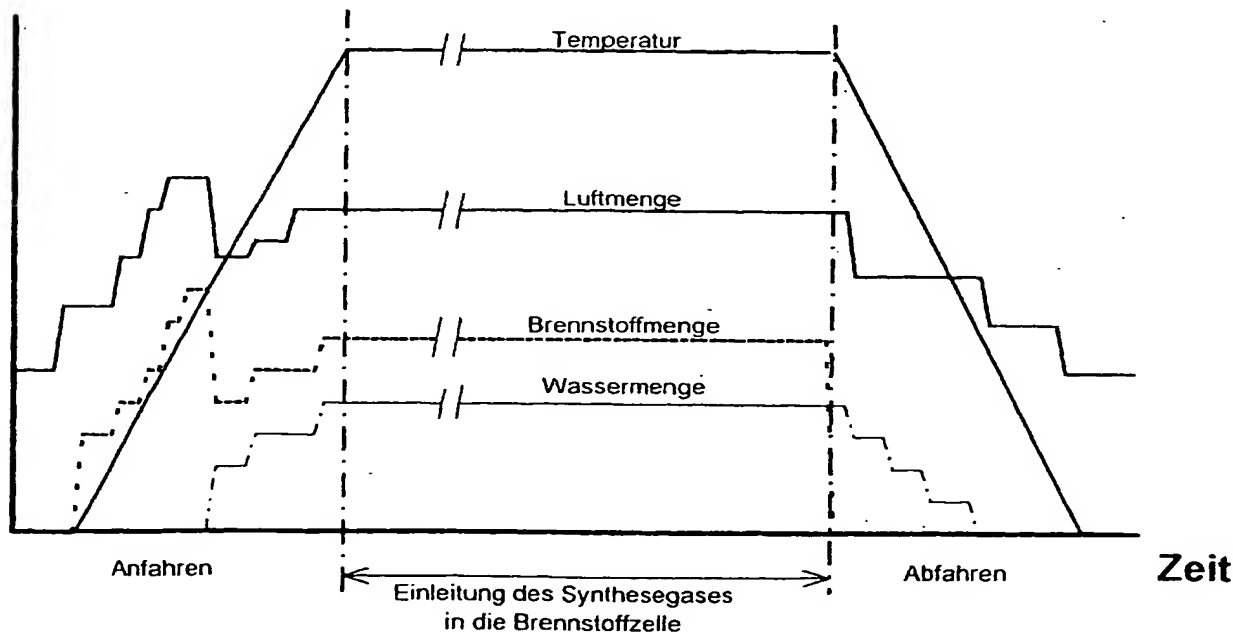 Temperatur
Luftmenge
Brennstoffmenge
Wassermenge
Anfahren
Abfahren
Zeit
Einleitung des Synthesegases
in die Brennstoffzelle